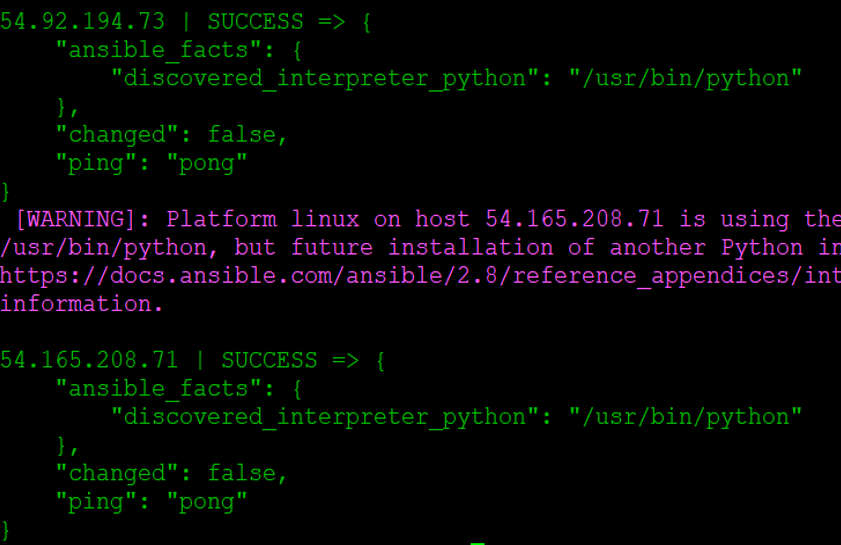 54.92.194.73 | SUCCESS => {
    "ansible_facts": {
        "discovered_interpreter_python": "/usr/bin/python"
    },
    "changed": false,
    "ping": "pong"
}
 [WARNING]: Platform linux on host 54.165.208.71 is using the
/usr/bin/python, but future installation of another Python in
https://docs.ansible.com/ansible/2.8/reference_appendices/int
information.

54.165.208.71 | SUCCESS => {
    "ansible_facts": {
        "discovered_interpreter_python": "/usr/bin/python"
    },
    "changed": false,
    "ping": "pong"
}